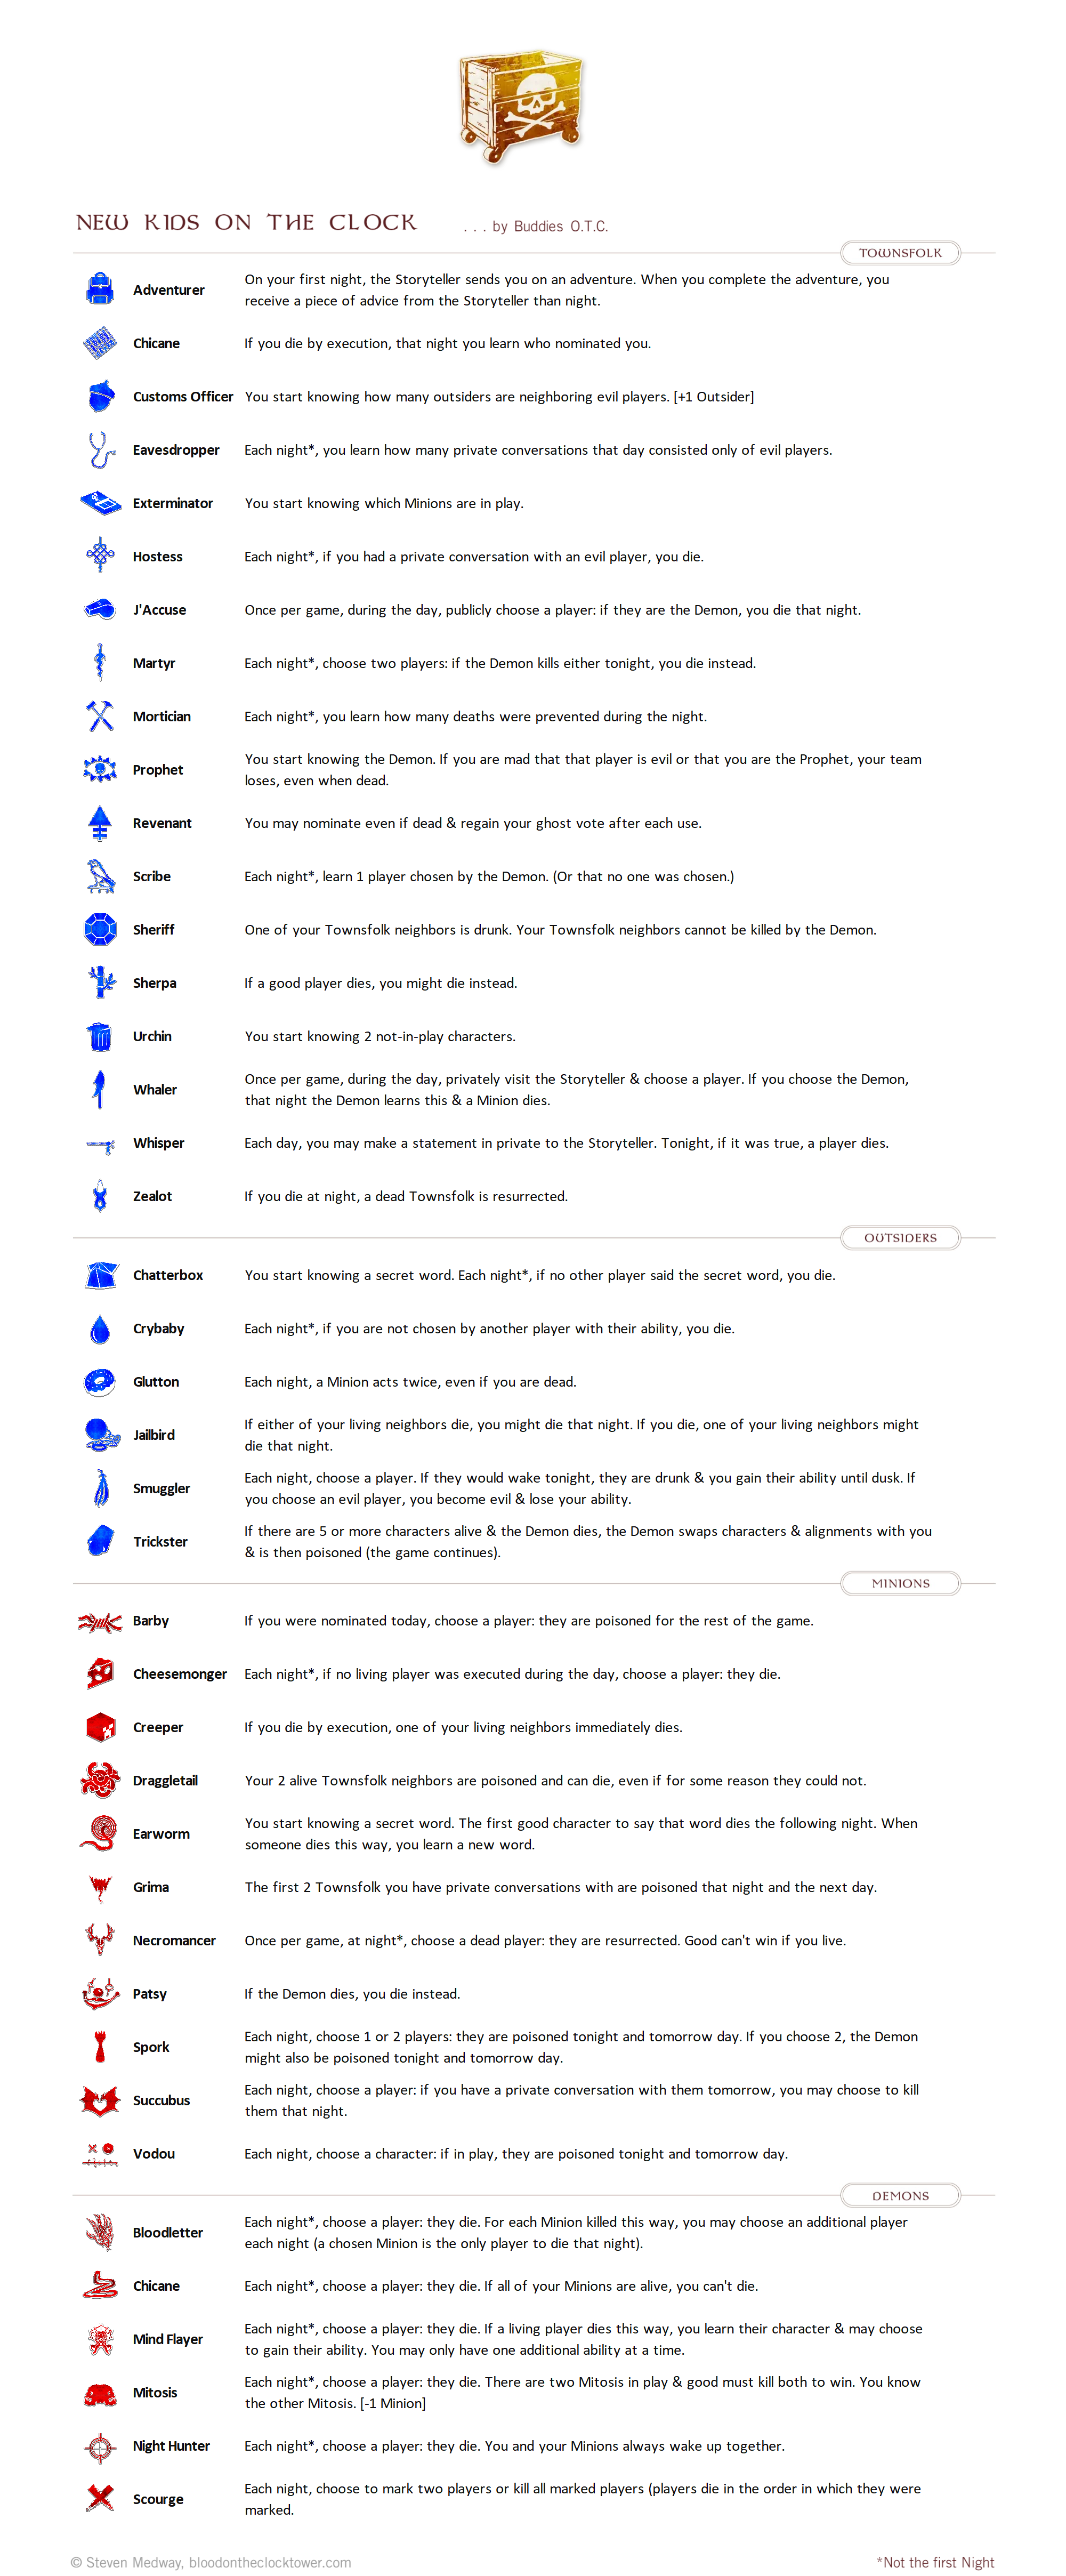 NEW KIDS ON THE CLOCK
. . . by Buddies O.T.C.
TOWNSFOLK
Adventurer
On your first night, the Storyteller sends you on an adventure. When you complete the adventure, you
receive a piece of advice from the Storyteller than night.
Chicane
If you die by execution, that night you learn who nominated you.
Customs Officer
You start knowing how many outsiders are neighboring evil players. [+1 Outsider]
Eavesdropper
Each night*, you learn how many private conversations that day consisted only of evil players.
Exterminator
You start knowing which Minions are in play.
Hostess
Each night*, if you had a private conversation with an evil player, you die.
J'Accuse
Once per game, during the day, publicly choose a player: if they are the Demon, you die that night.
Martyr
Each night*, choose two players: if the Demon kills either tonight, you die instead.
Mortician
Each night*, you learn how many deaths were prevented during the night.
Prophet
You start knowing the Demon. If you are mad that that player is evil or that you are the Prophet, your team
loses, even when dead.
Revenant
You may nominate even if dead & regain your ghost vote after each use.
Scribe
Each night*, learn 1 player chosen by the Demon. (Or that no one was chosen.)
Sheriff
One of your Townsfolk neighbors is drunk. Your Townsfolk neighbors cannot be killed by the Demon.
Sherpa
If a good player dies, you might die instead.
Urchin
You start knowing 2 not-in-play characters.
Whaler
Once per game, during the day, privately visit the Storyteller & choose a player. If you choose the Demon,
that night the Demon learns this & a Minion dies.
Whisper
Each day, you may make a statement in private to the Storyteller. Tonight, if it was true, a player dies.
Zealot
If you die at night, a dead Townsfolk is resurrected.
OUTSIDERS
Chatterbox
You start knowing a secret word. Each night*, if no other player said the secret word, you die.
Crybaby
Each night*, if you are not chosen by another player with their ability, you die.
Glutton
Each night, a Minion acts twice, even if you are dead.
Jailbird
If either of your living neighbors die, you might die that night. If you die, one of your living neighbors might
die that night.
Smuggler
Each night, choose a player. If they would wake tonight, they are drunk & you gain their ability until dusk. If
you choose an evil player, you become evil & lose your ability.
Trickster
If there are 5 or more characters alive & the Demon dies, the Demon swaps characters & alignments with you
& is then poisoned (the game continues).
MINIONS
Barby
If you were nominated today, choose a player: they are poisoned for the rest of the game.
Cheesemonger
Each night*, if no living player was executed during the day, choose a player: they die.
Creeper
If you die by execution, one of your living neighbors immediately dies.
Draggletail
Your 2 alive Townsfolk neighbors are poisoned and can die, even if for some reason they could not.
Earworm
You start knowing a secret word. The first good character to say that word dies the following night. When
someone dies this way, you learn a new word.
Grima
The first 2 Townsfolk you have private conversations with are poisoned that night and the next day.
Necromancer
Once per game, at night*, choose a dead player: they are resurrected. Good can't win if you live.
Patsy
If the Demon dies, you die instead.
Spork
Each night, choose 1 or 2 players: they are poisoned tonight and tomorrow day. If you choose 2, the Demon
might also be poisoned tonight and tomorrow day.
Succubus
Each night, choose a player: if you have a private conversation with them tomorrow, you may choose to kill
them that night.
Vodou
Each night, choose a character: if in play, they are poisoned tonight and tomorrow day.
DEMONS
Bloodletter
Each night*, choose a player: they die. For each Minion killed this way, you may choose an additional player
each night (a chosen Minion is the only player to die that night).
Chicane
Each night*, choose a player: they die. If all of your Minions are alive, you can't die.
Mind Flayer
Each night*, choose a player: they die. If a living player dies this way, you learn their character & may choose
to gain their ability. You may only have one additional ability at a time.
Mitosis
Each night*, choose a player: they die. There are two Mitosis in play & good must kill both to win. You know
the other Mitosis. [-1 Minion]
Night Hunter
Each night*, choose a player: they die. You and your Minions always wake up together.
Scourge
Each night, choose to mark two players or kill all marked players (players die in the order in which they were
marked.
© Steven Medway, bloodontheclocktower.com
*Not the first Night